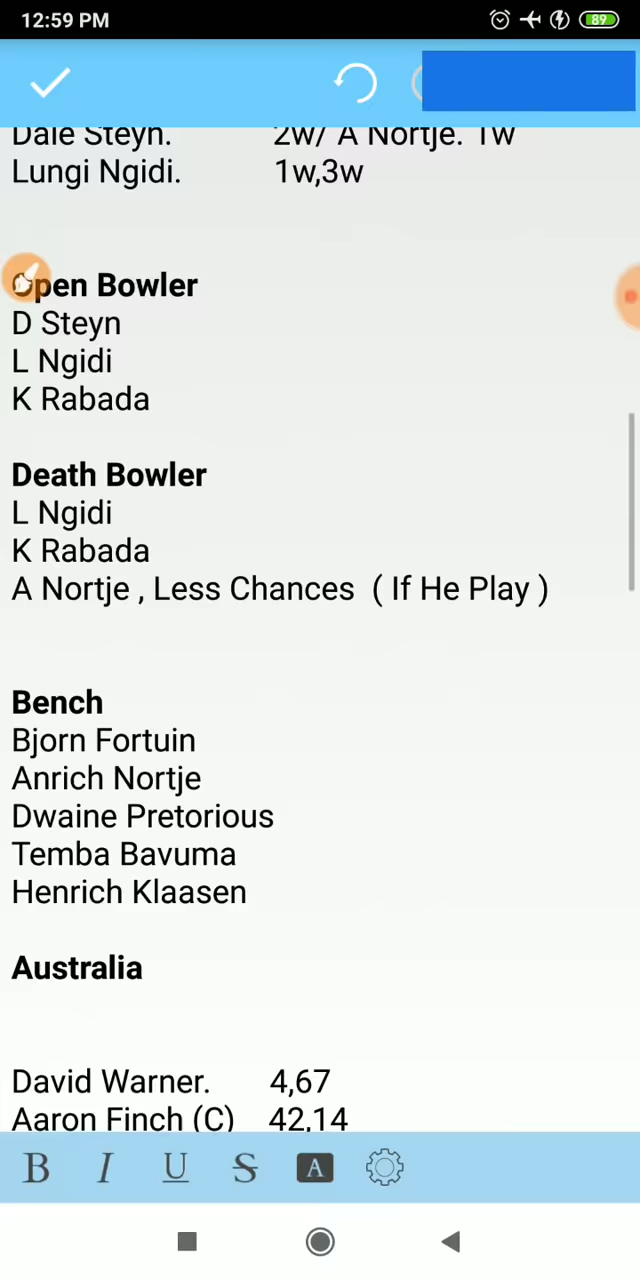 12:59 PM
89
Dale Steyn. 2w/ A Nortje. 1w
Lungi Ngidi. 1w,3w
Open Bowler
D Steyn
L Ngidi
K Rabada
Death Bowler
L Ngidi
K Rabada
A Nortje , Less Chances ( If He Play )
Bench
Bjorn Fortuin
Anrich Nortje
Dwaine Pretorious
Temba Bavuma
Henrich Klaasen
Australia
David Warner. 4,67
Aaron Finch (C) 42,14
B I U S A